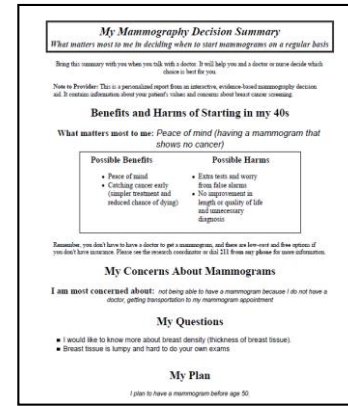 My Mammography Decision Summary
What matters most to me in deciding when to start mammograms on a regular basis
Bring this summary with you when you talk with a doctor. It will help you and a doctor or nurse decide which
choice is best for you.
Note to Provider: This is a personalized report from an interactive, evidence-based mammography decision
aid. It contains information about your patient's values and concerns about breast cancer screening.
Benefits and Harms of Starting in my 40s
What matters most to me: Peace of mind (having a mammogram that
shows no cancer)
Possible Benefits
• Peace of mind
• Catching cancer early
(simpler treatment and
reduced chance of dying)
Possible Harms
• Extra tests and worry
from false alarms
• No improvement in
length or quality of life
and unnecessary
diagnosis
Remember, you don't have to have a doctor to get a mammogram, and there are low-cost and free options if
you don't have insurance. Please see the research coordinator or dial 211 from any phone for more information.
My Concerns About Mammograms
I am most concerned about: not being able to have a mammogram because I do not have a
doctor, getting transportation to my mammogram appointment
My Questions
■ I would like to know more about breast density (thickness of breast tissue).
■ Breast tissue is lumpy and hard to do your own exams
My Plan
I plan to have a mammogram before age 50.